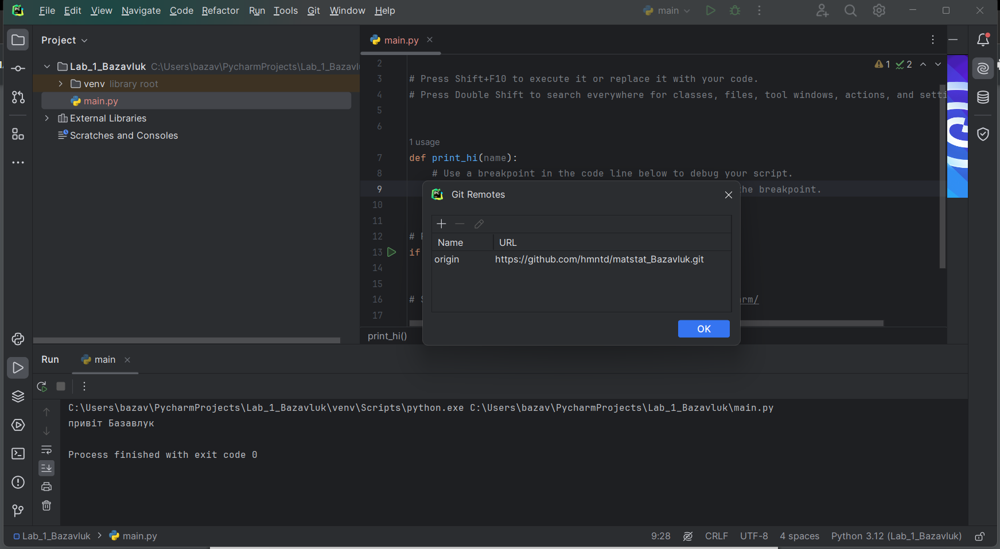 File Edit View Navigate Code Refactor Run Tools Git Window Help
main
Project
main.py
Lab_1_Bazavluk C:\Users\bazav\PycharmProjects\Lab_1_Bazavl
venv library root
main.py
External Libraries
Scratches and Consoles
1 2
2
3 # Press Shift+F10 to execute it or replace it with your code.
4 # Press Double Shift to search everywhere for classes, files, tool windows, actions, and setti
5
6
1 usage
7 def print_hi(name):
8 # Use a breakpoint in the code line below to debug your script.
9 the breakpoint.
10
11
12 #
13 if
14
15
16 # S rm/
17
print_hi()
Git Remotes
Name URL
origin https://github.com/hmntd/matstat_Bazavluk.git
OK
Run main
C:\Users\bazav\PycharmProjects\Lab_1_Bazavluk\venv\Scripts\python.exe C:\Users\bazav\PycharmProjects\Lab_1_Bazavluk\main.py
привіт Базавлук
Process finished with exit code 0
Lab_1_Bazavluk > main.py
9:28 CRLF UTF-8 4 spaces Python 3.12 (Lab_1_Bazavluk)